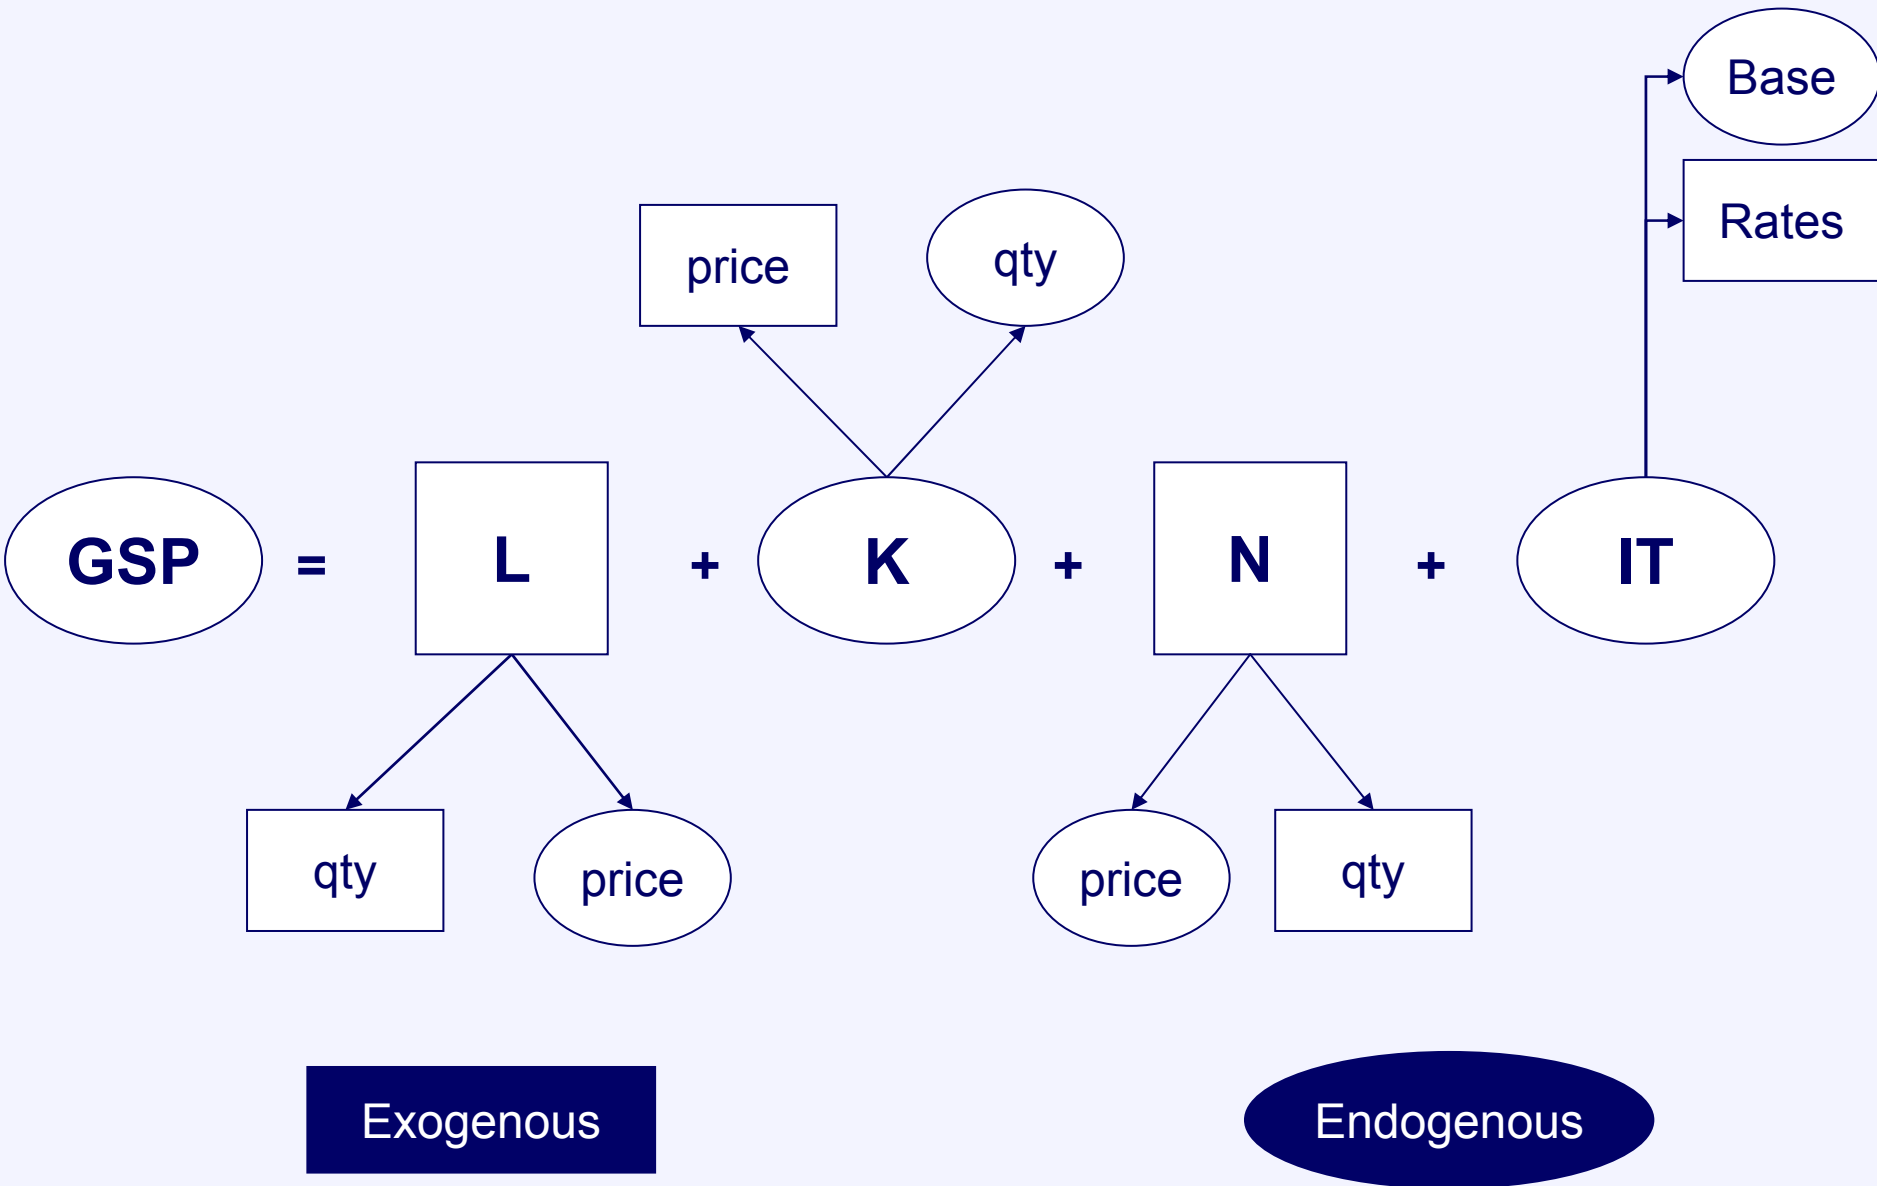 Base
Rates
price
qty
GSP = L + K + N + IT
qty
price
price
qty
Exogenous
Endogenous